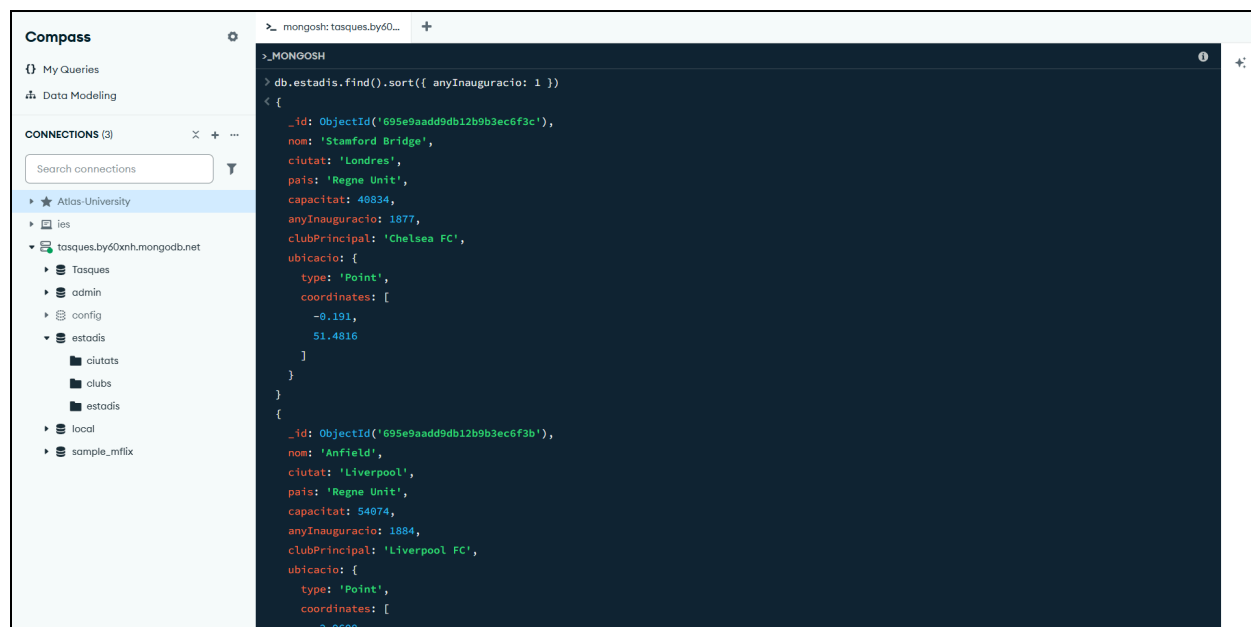 Compass
My Queries
Data Modeling
CONNECTIONS (3)
Search connections
Atlas-University
ies
tasques.by60xnh.mongodb.net
Tasques
admin
config
estadis
ciutats
clubs
estadis
local
sample_mflix
>_ mongosh: tasques.by60...
>_MONGOSH
> db.estadis.find().sort({ anyInauguracio: 1 })
< {
_id: ObjectId('695e9aadd9db12b9b3ec6f3c'),
nom: 'Stamford Bridge',
ciutat: 'Londres',
pais: 'Regne Unit',
capacitat: 40834,
anyInauguracio: 1877,
clubPrincipal: 'Chelsea FC',
ubicacio: {
type: 'Point',
coordinates: [
-0.191,
51.4816
]
}
}
{
_id: ObjectId('695e9aadd9db12b9b3ec6f3b'),
nom: 'Anfield',
ciutat: 'Liverpool',
pais: 'Regne Unit',
capacitat: 54074,
anyInauguracio: 1884,
clubPrincipal: 'Liverpool FC',
ubicacio: {
type: 'Point',
coordinates: [